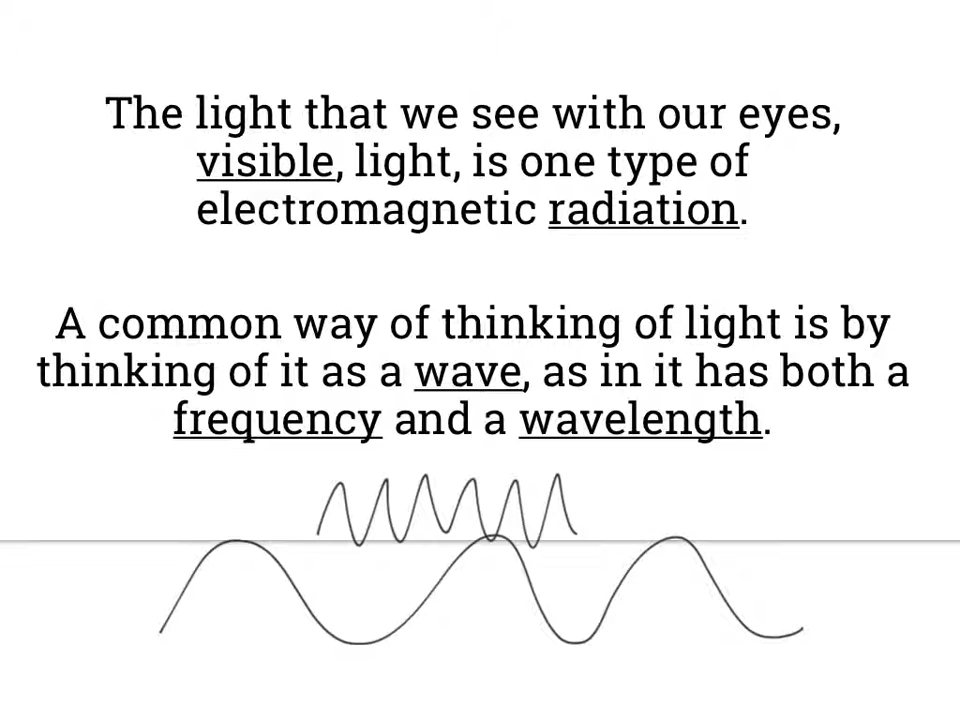 The light that we see with our eyes,
visible, light, is one type of
electromagnetic radiation.
A common way of thinking of light is by
thinking of it as a wave, as in it has both a
frequency and a wavelength.